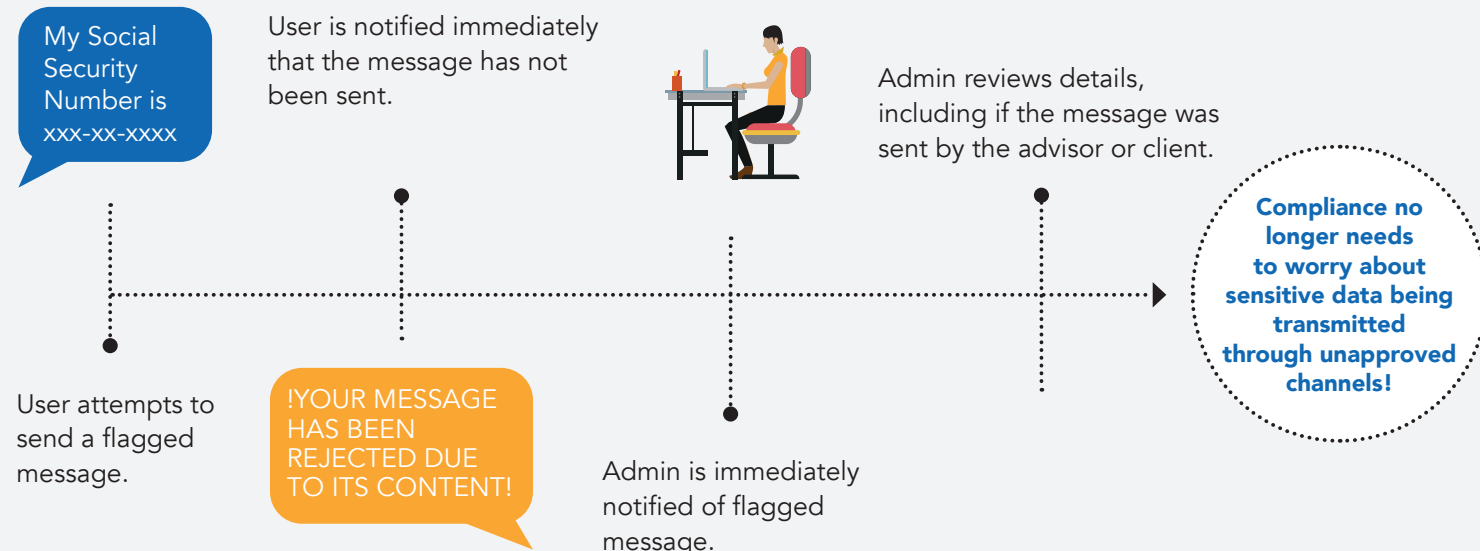 My Social
Security
Number is
xxx-xx-xxxx
User attempts to
send a flagged
message.
User is notified immediately
that the message has not
been sent.
!YOUR MESSAGE
HAS BEEN
REJECTED DUE
TO ITS CONTENT!
Admin is immediately
notified of flagged
message.
Admin reviews details,
including if the message was
sent by the advisor or client.
Compliance no
longer needs
to worry about
sensitive data being
transmitted
through unapproved
channels!